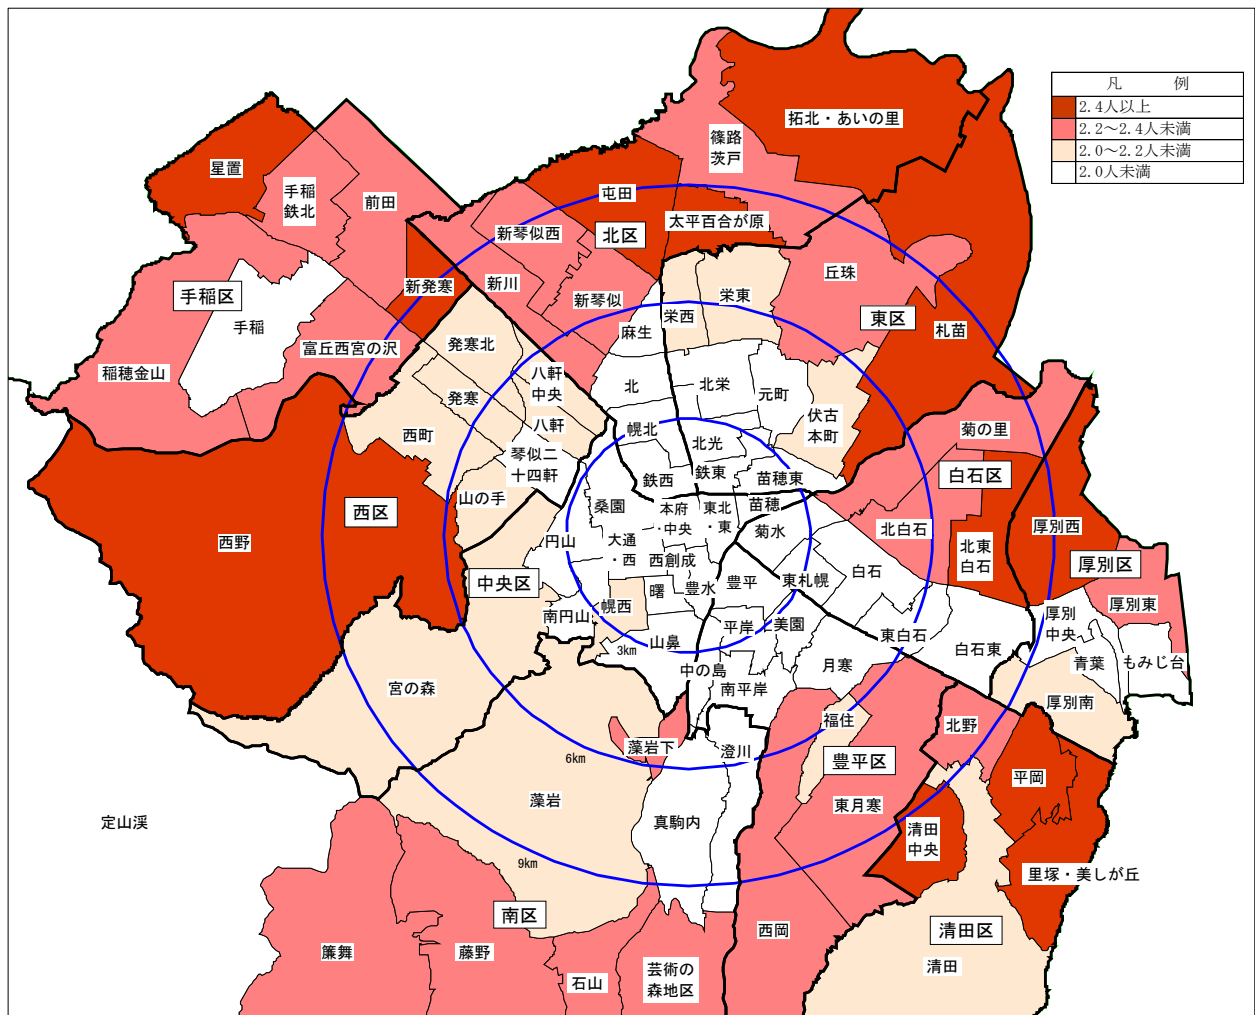 凡　例
2.4人以上
2.2～2.4人未満
2.0～2.2人未満
2.0人未満
拓北・あいの里
篠路
茨戸
星置
手稲
鉄北
前田
屯田
太平百合が原
新琴似西
北区
手稲区
新発寒
新川
新琴似
丘珠
栄東
栄西
東区
札苗
手稲
麻生
富丘西宮の沢
発寒北
稲穂金山
八軒
中央
北
北栄
元町
発寒
伏古
本町
西町
八軒
幌北
北光
菊の里
琴似二
十四軒
鉄西
鉄東
苗穂東
白石区
山の手
桑園
本府
・中央
東北
・東
苗穂
西区
北白石
厚別西
菊水
西野
円山
大通
・西
西創成
北東
白石
厚別区
中央区
曙
豊水
豊平
東札幌
白石
厚別東
南円山
幌西
平岸
美園
厚別
中央
山鼻
3km
東白石
白石東
青葉
もみじ台
中の島
月寒
宮の森
南平岸
厚別南
福住
北野
藻岩下
澄川
6km
豊平区
平岡
藻岩
東月寒
定山渓
真駒内
清田
中央
9km
里塚・美しが丘
南区
西岡
清田区
簾舞
藤野
清田
石山
芸術の
森地区